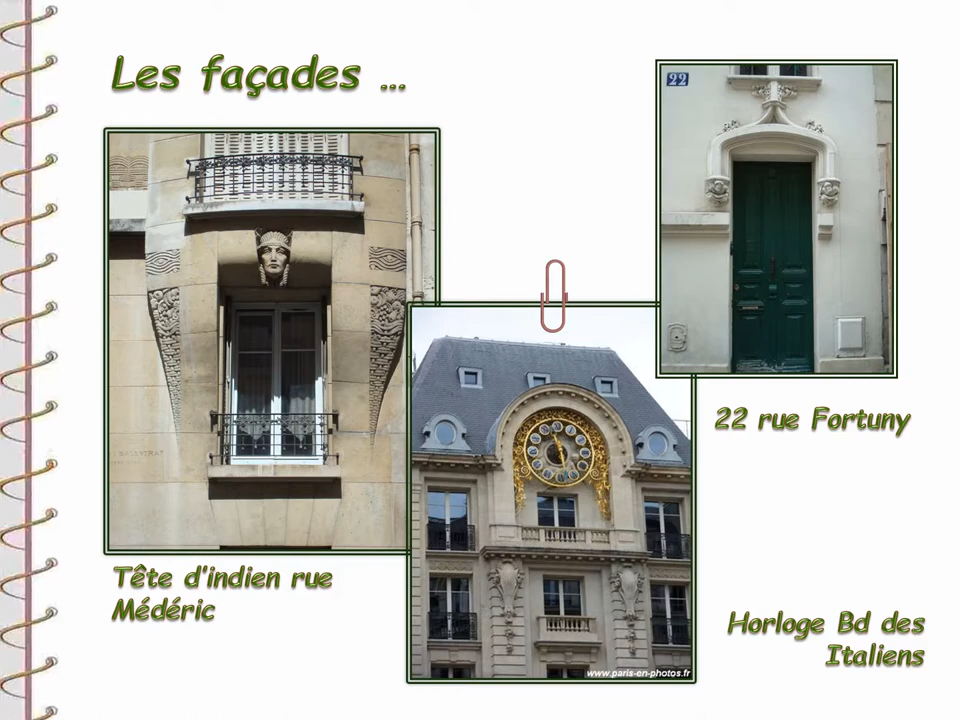 Les façades ...
22
Tête d'indien rue
Médéric
22 rue Fortuny
Horloge Bd des
Italiens
www.paris-en-photos.fr